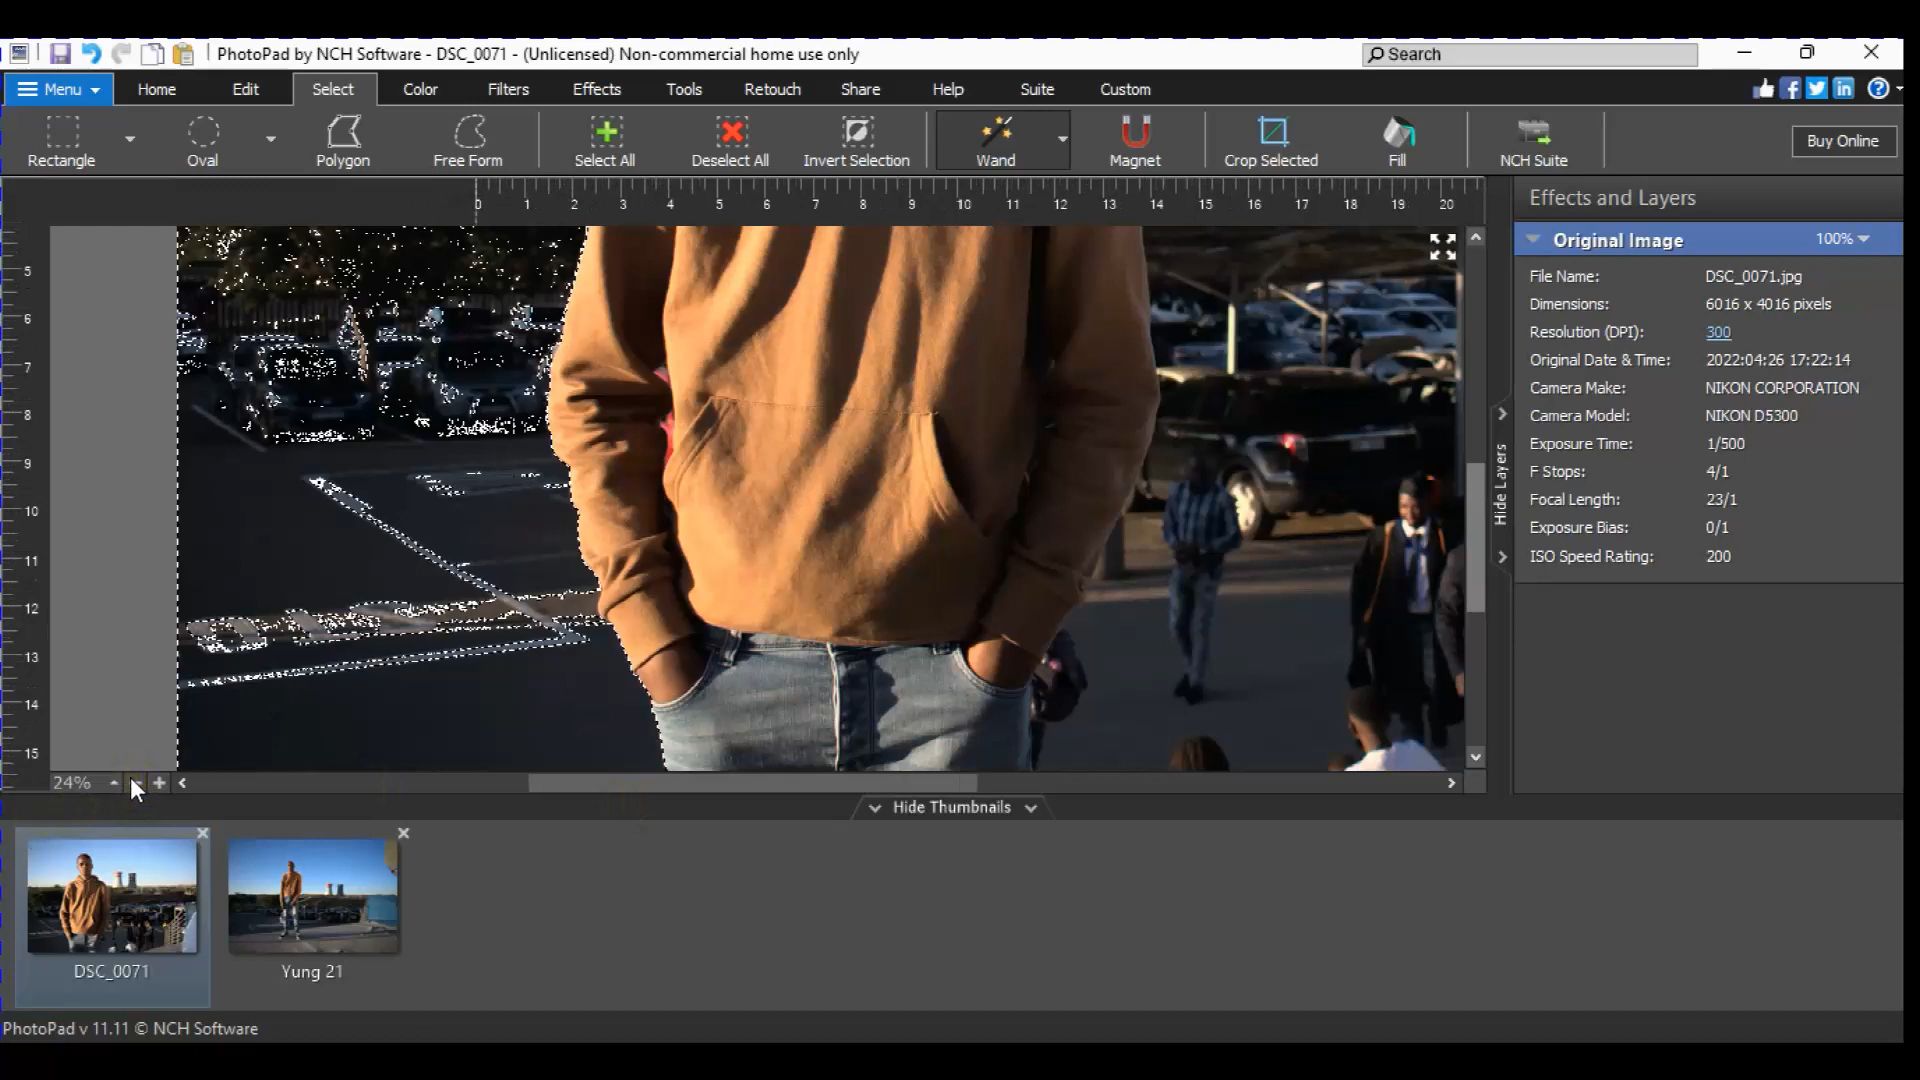 PhotoPad by NCH Software - DSC_0071 - (Unlicensed) Non-commercial home use only
Search
Menu Home Edit Select Color Filters Effects Tools Retouch Share Help Suite Custom
Rectangle Oval Polygon Free Form Select All Deselect All Invert Selection Wand Magnet Crop Selected Fill NCH Suite Buy Online
0 1 2 3 4 5 6 7 8 9 10 11 12 13 14 15 16 17 18 19 20
5
6
7
8
9
10
11
12
13
14
15
Hide Layers
Effects and Layers
Original Image 100%
File Name: DSC_0071.jpg
Dimensions: 6016 x 4016 pixels
Resolution (DPI): 300
Original Date & Time: 2022:04:26 17:22:14
Camera Make: NIKON CORPORATION
Camera Model: NIKON D5300
Exposure Time: 1/500
F Stops: 4/1
Focal Length: 23/1
Exposure Bias: 0/1
ISO Speed Rating: 200
24%
Hide Thumbnails
DSC_0071
Yung 21
PhotoPad v 11.11 © NCH Software